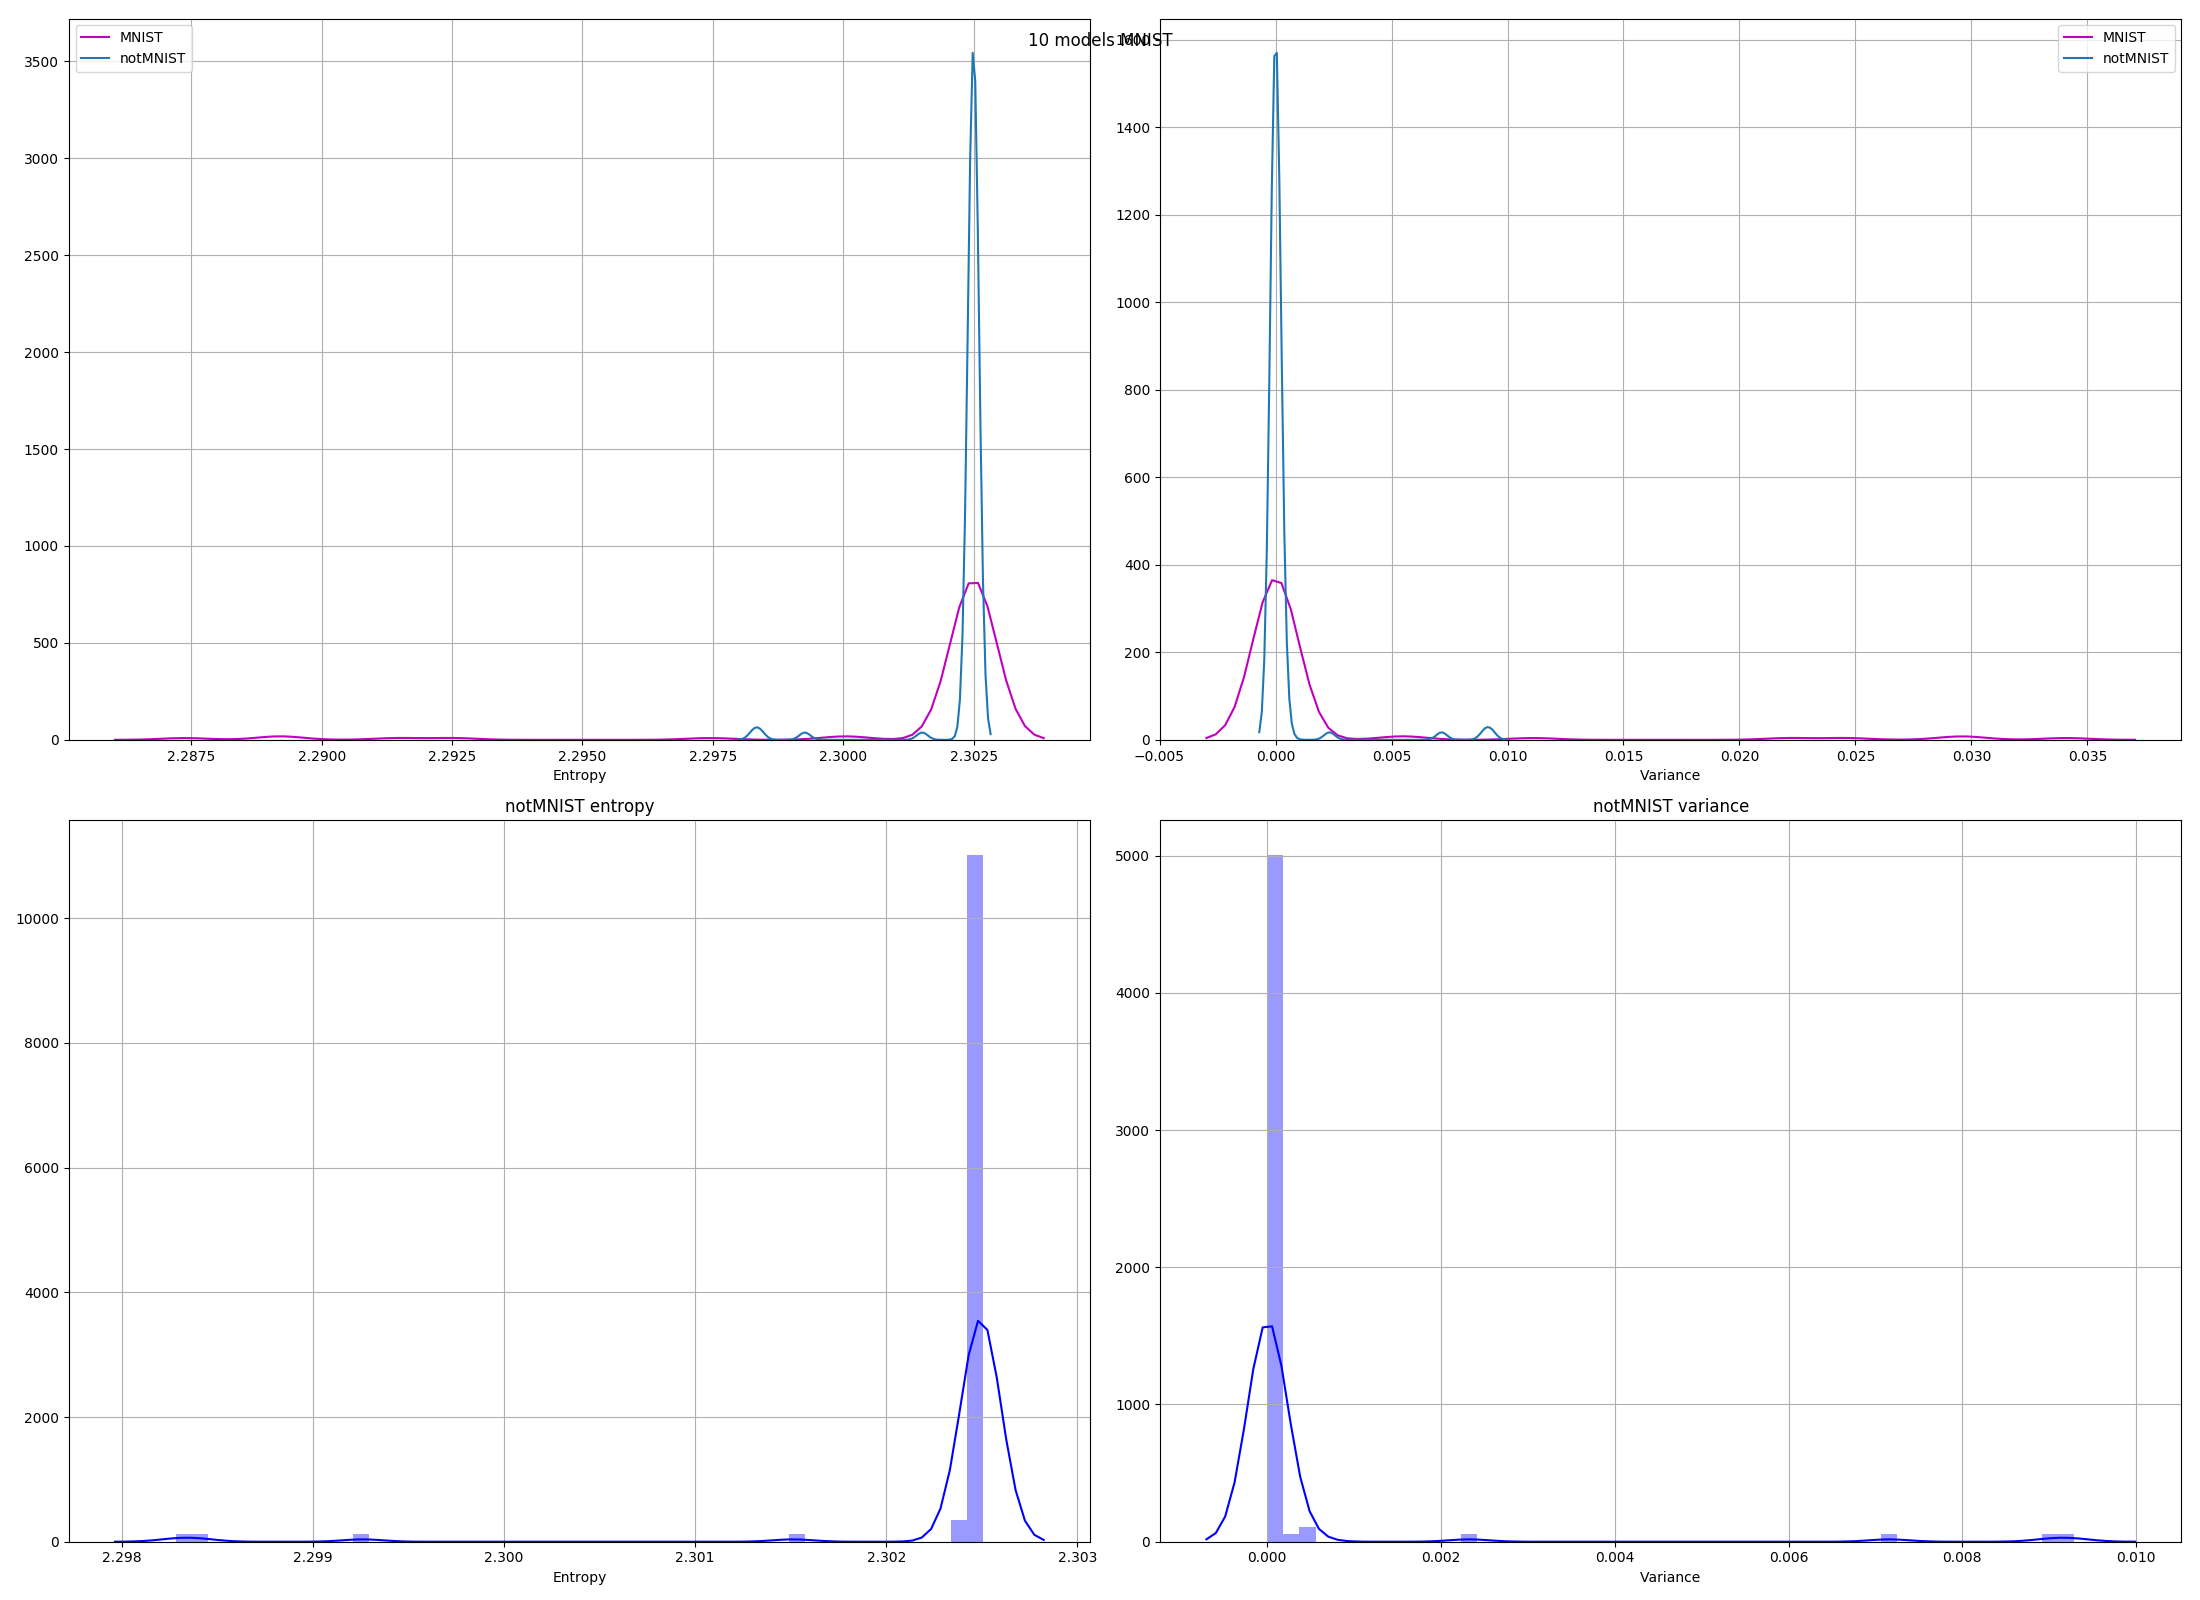 10 models MNIST
MNIST
notMNIST
3500
3000
2500
2000
1500
1000
500
0
2.2875 2.2900 2.2925 2.2950 2.2975 2.3000 2.3025
Entropy
MNIST
notMNIST
1600
1400
1200
1000
800
600
400
200
0
−0.005 0.000 0.005 0.010 0.015 0.020 0.025 0.030 0.035
Variance
notMNIST entropy
10000
8000
6000
4000
2000
0
2.298 2.299 2.300 2.301 2.302 2.303
Entropy
notMNIST variance
5000
4000
3000
2000
1000
0
0.000 0.002 0.004 0.006 0.008 0.010
Variance